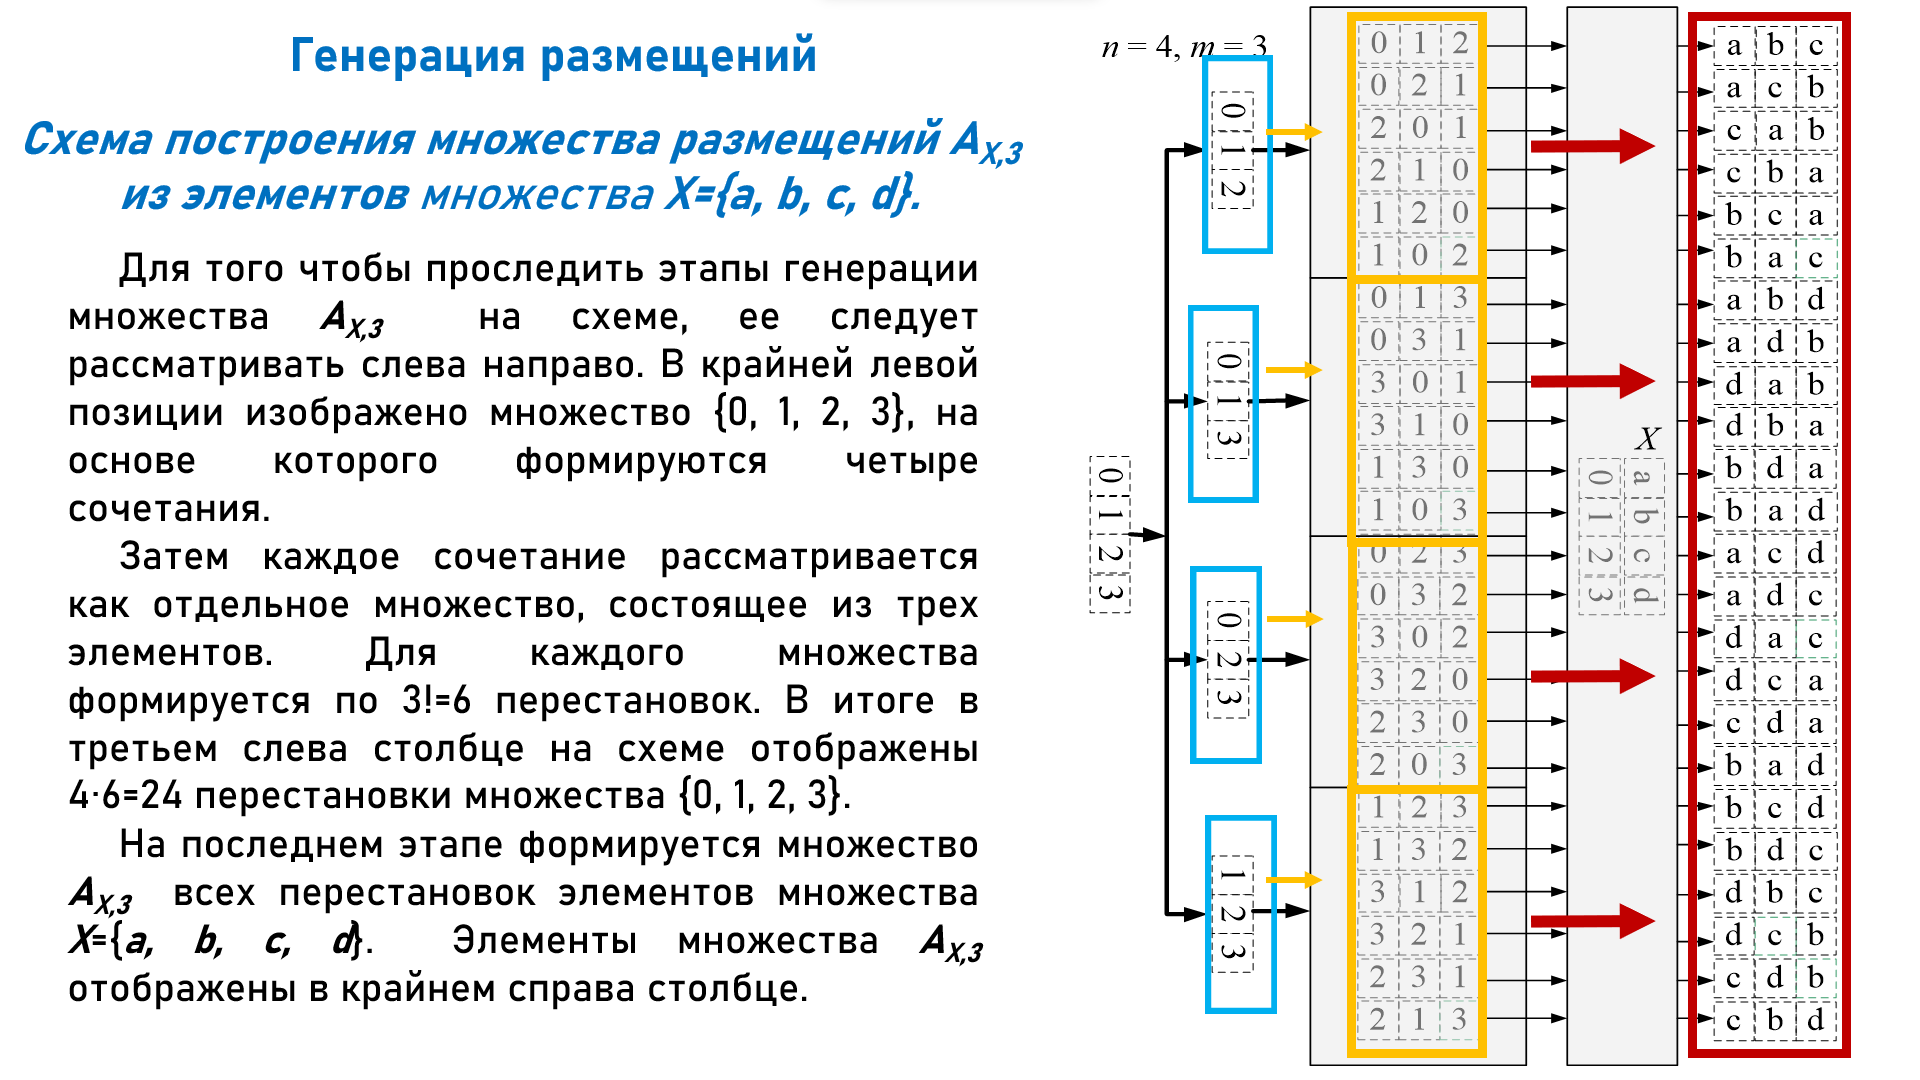 Генерация размещений
Схема построения множества размещений A_X,3
из элементов множества X={a, b, c, d}.
Для того чтобы проследить этапы генерации
множества A_X,3 на схеме, ее следует
рассматривать слева направо. В крайней левой
позиции изображено множество {0, 1, 2, 3}, на
основе которого формируются четыре
сочетания.
Затем каждое сочетание рассматривается
как отдельное множество, состоящее из трех
элементов. Для каждого множества
формируется по 3!=6 перестановок. В итоге в
третьем слева столбце на схеме отображены
4·6=24 перестановки множества {0, 1, 2, 3}.
На последнем этапе формируется множество
A_X,3 всех перестановок элементов множества
X={a, b, c, d}. Элементы множества A_X,3
отображены в крайнем справа столбце.
n = 4, m = 3
0 1 2 3
0 1 2
0 1 3
0 2 3
1 2 3
0 1 2
0 2 1
2 0 1
2 1 0
1 2 0
1 0 2
0 1 3
0 3 1
3 0 1
3 1 0
1 3 0
1 0 3
0 2 3
0 3 2
3 0 2
3 2 0
2 3 0
2 0 3
1 2 3
1 3 2
3 1 2
3 2 1
2 3 1
2 1 3
X
a b c d
0 1 2 3
a b c
a c b
c a b
c b a
b c a
b a c
a b d
a d b
d a b
d b a
b d a
b a d
a c d
a d c
d a c
d c a
c d a
b a d
b c d
b d c
d b c
d c b
c d b
c b d